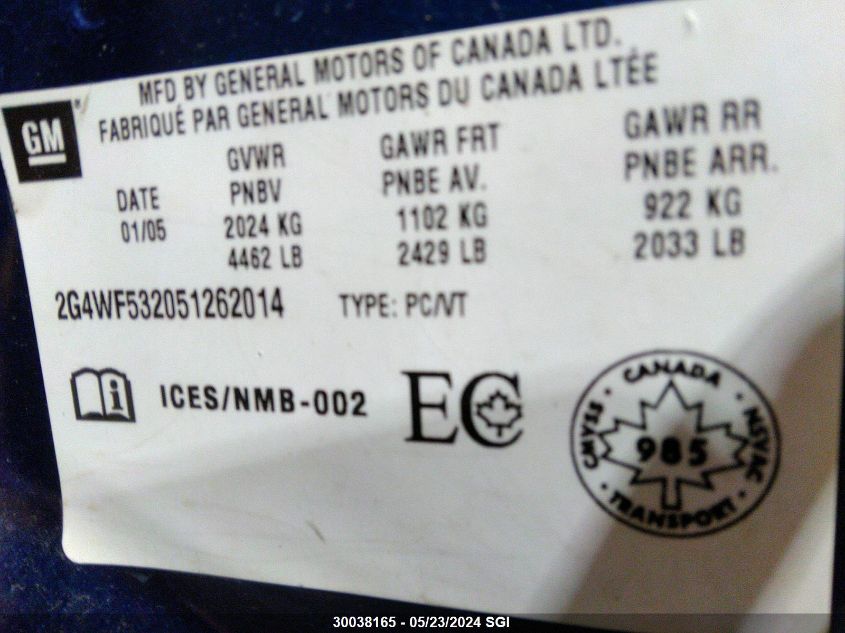 MFD BY GENERAL MOTORS OF CANADA LTD.
FABRIQUÉ PAR GENERAL MOTORS DU CANADA LTÉE
GM
DATE
01/05
GVWR
PNBV
2024 KG
4462 LB
GAWR FRT
PNBE AV.
1102 KG
2429 LB
GAWR RR
PNBE ARR.
922 KG
2033 LB
2G4WF532051262014 TYPE: PC/VT
i ICES/NMB-002 EC
CANADA
CMVSS · NSVAC
985
TRANSPORT
30038165 - 05/23/2024 SGI